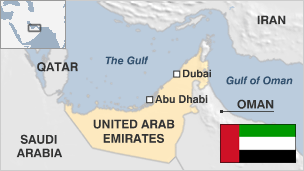 IRAN
The Gulf
QATAR
Dubai
Gulf of Oman
Abu Dhabi
OMAN
UNITED ARAB
EMIRATES
SAUDI
ARABIA